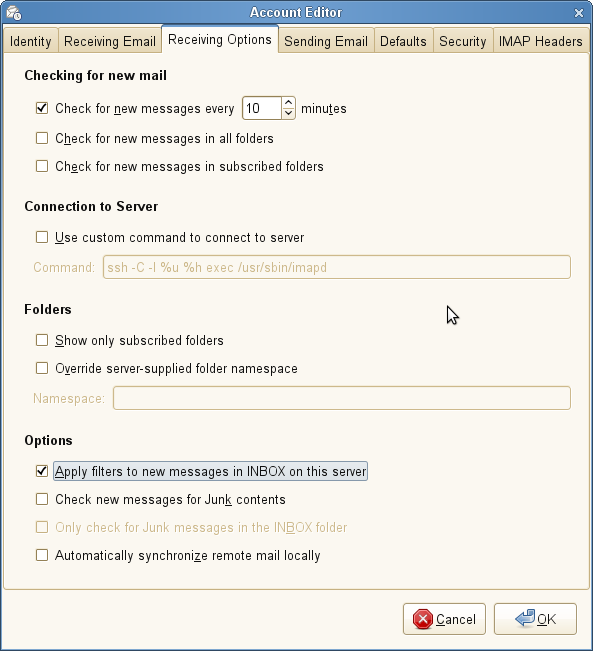 Account Editor
Identity Receiving Email Receiving Options Sending Email Defaults Security IMAP Headers
Checking for new mail
Check for new messages every 10 minutes
Check for new messages in all folders
Check for new messages in subscribed folders
Connection to Server
Use custom command to connect to server
Command: ssh -C -l %u %h exec /usr/sbin/imapd
Folders
Show only subscribed folders
Override server-supplied folder namespace
Namespace:
Options
Apply filters to new messages in INBOX on this server
Check new messages for Junk contents
Only check for Junk messages in the INBOX folder
Automatically synchronize remote mail locally
Cancel OK